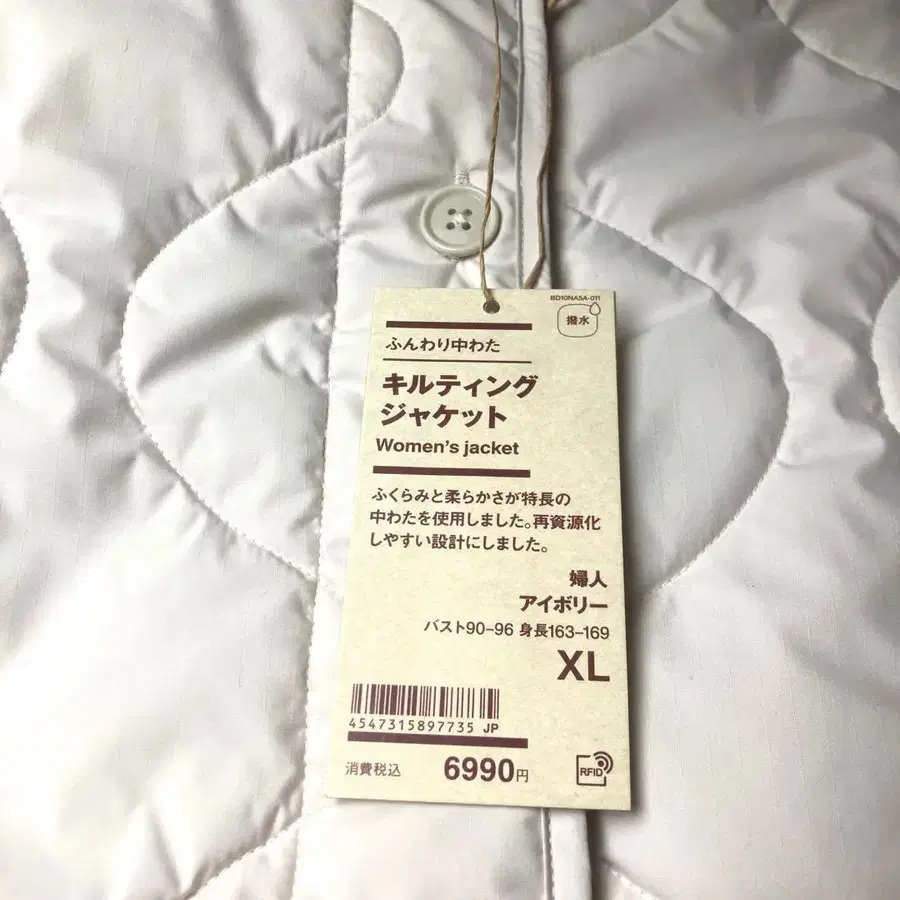 BD10NA5A-011
撥水
ふんわり中わた
キルティング
ジャケット
Women's jacket
ふくらみと柔らかさが特長の
中わたを使用しました。再資源化
しやすい設計にしました。
婦人
アイボリー
バスト90-96 身長163-169
XL
4547315897735 JP
消費税込 6990円
RFID